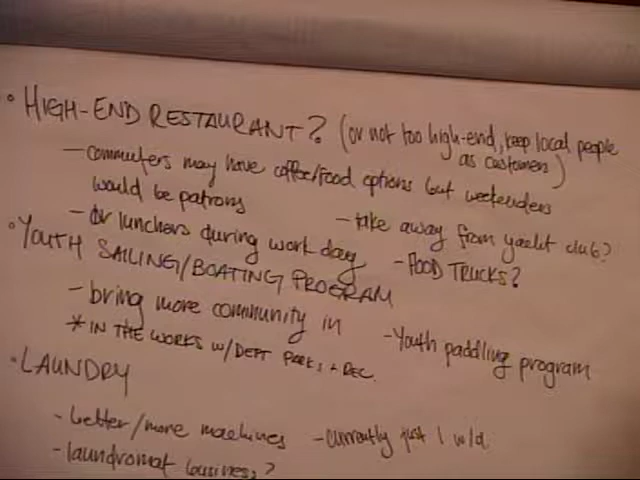 • HIGH-END RESTAURANT? (or not too high-end, keep local people
as customers)
- commuters may have coffee/food options but weekenders
would be patrons
- take away from yacht club?
- or lunchers during work day
- FOOD TRUCKS?
• YOUTH SAILING/BOATING PROGRAM
- bring more community in
- Youth paddling program
* IN THE WORKS W/DEPT PARKS + REC.
• LAUNDRY
- better/more machines - currently just 1 w/d
- laundromat business?